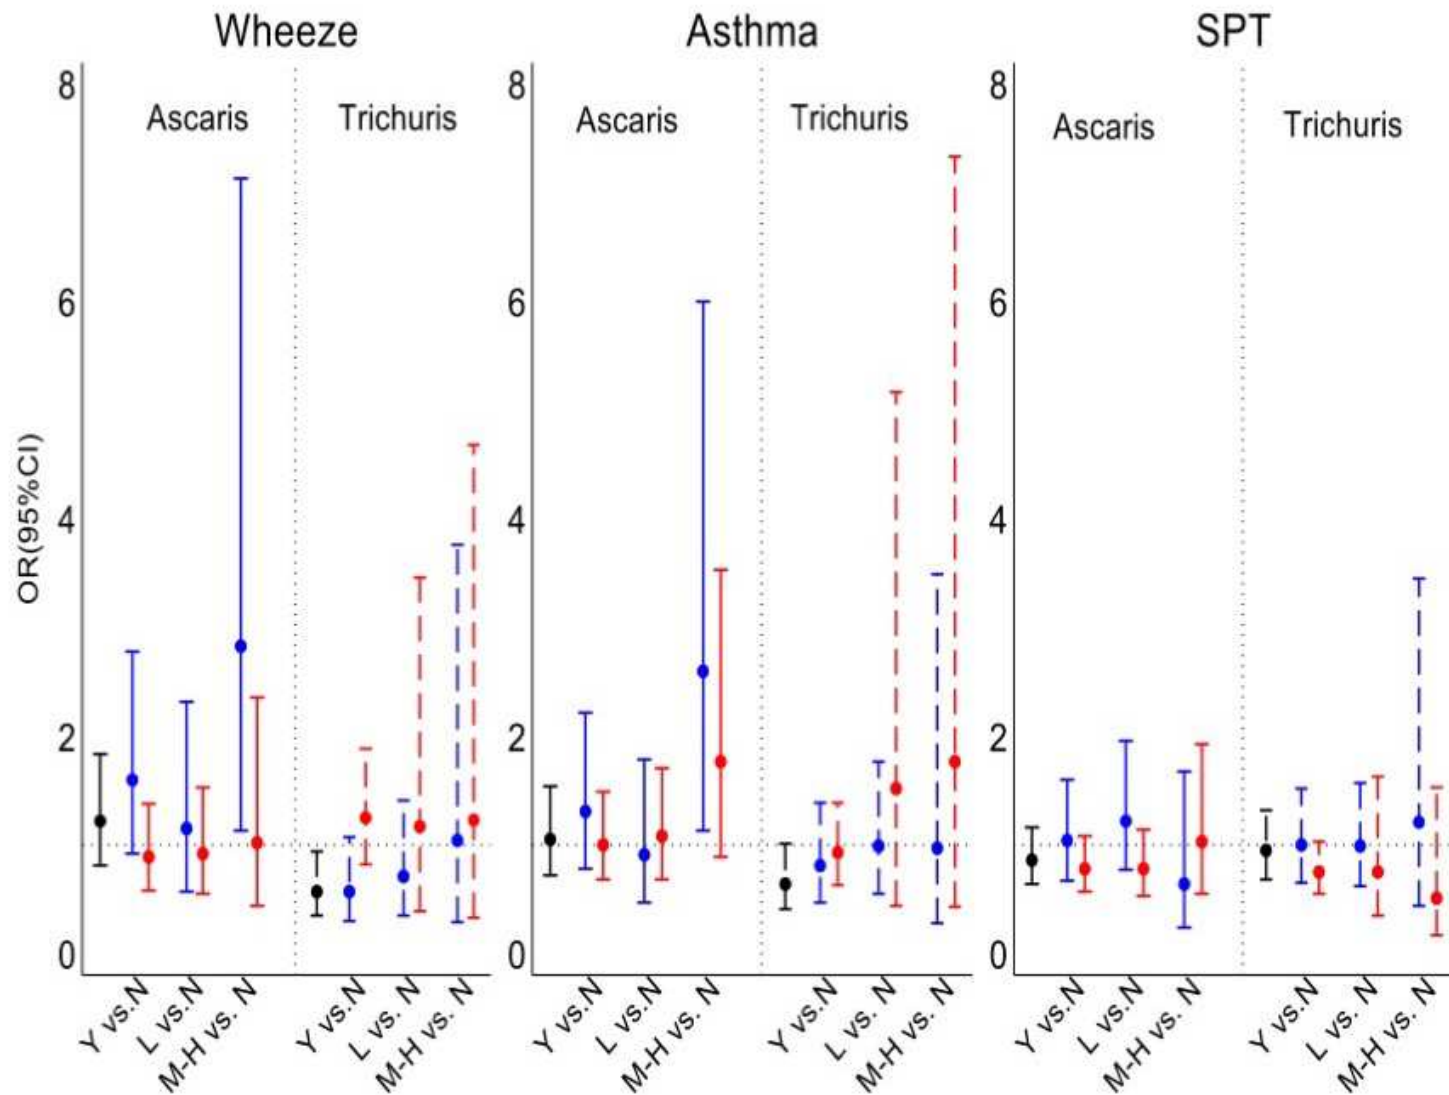 Wheeze
Asthma
SPT
8
Ascaris
Trichuris
8
Ascaris
Trichuris
8
Ascaris
Trichuris
6
6
6
OR(95%CI)
4
4
4
2
2
2
0
0
0
Y vs.N
L vs.N
M-H vs. N
Y vs.N
L vs. N
M-H vs. N
Y vs.N
L vs.N
M-H vs. N
Y vs.N
L vs. N
M-H vs. N
Y vs.N
L vs.N
M-H vs. N
Y vs.N
L vs. N
M-H vs. N